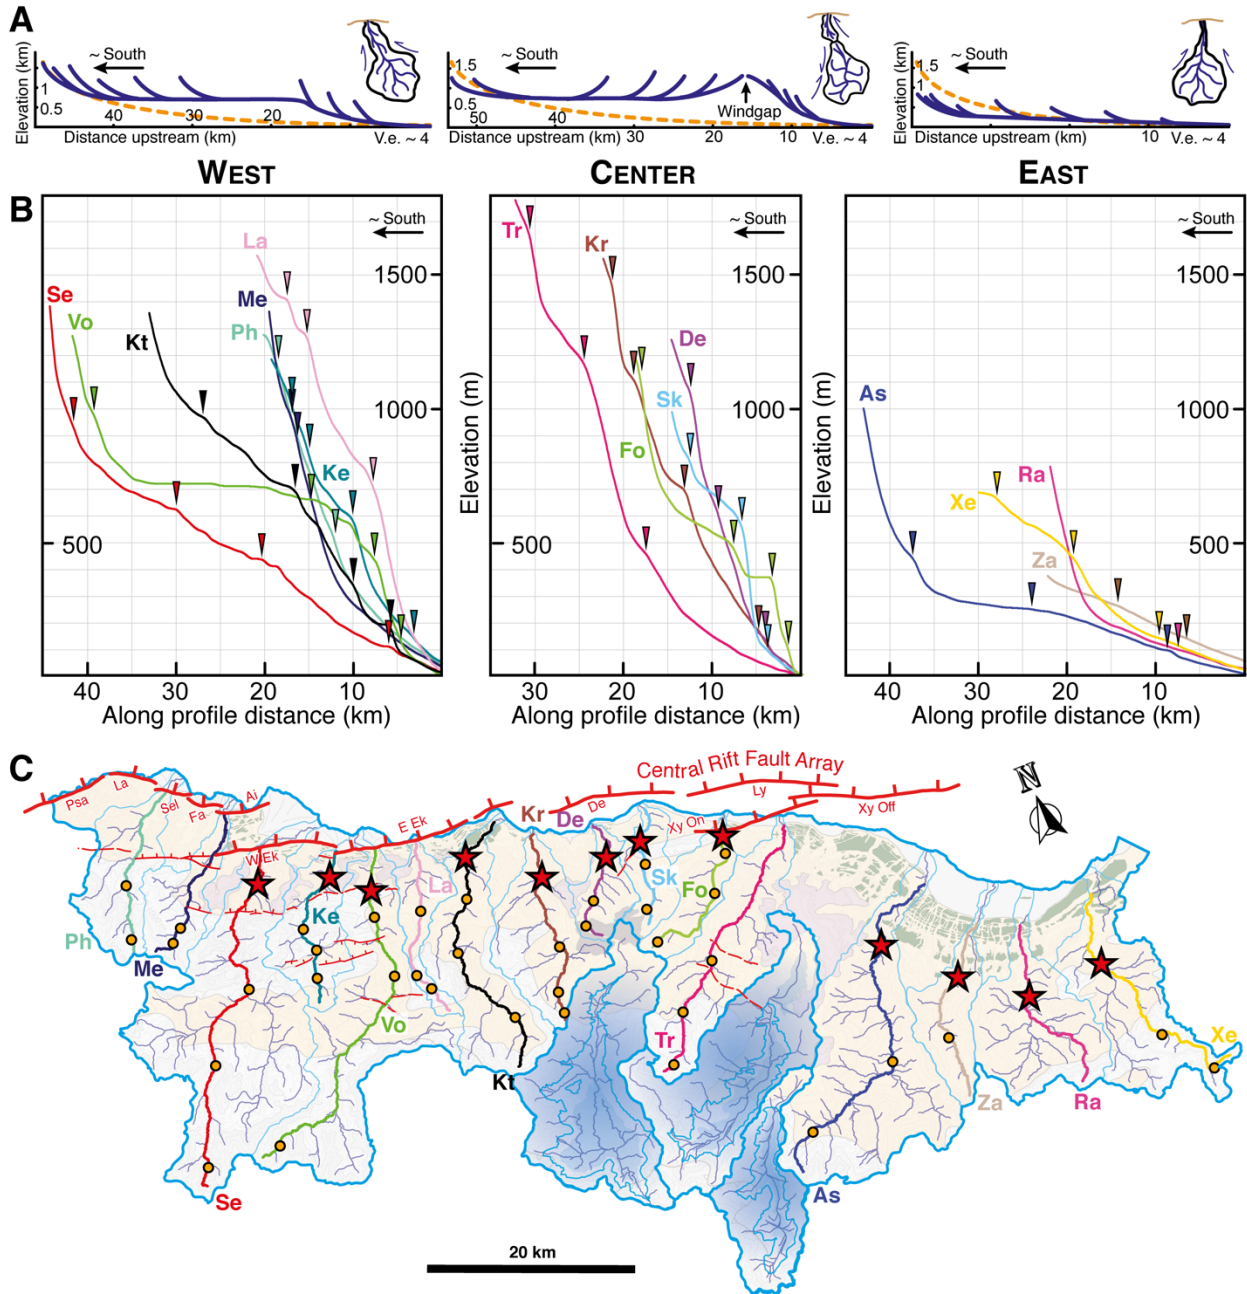 A
Elevation (km)
1
0.5
~ South
40
30
20
Distance upstream (km)
V.e. ~ 4
1.5
0.5
~ South
Windgap
50
40
30
20
10
Distance upstream (km)
V.e. ~ 4
1.5
1
0.5
~ South
10
Distance upstream (km)
V.e. ~ 4
WEST
CENTER
EAST
B
~ South
La
Se
Vo
Me
Ph
Kt
Ke
1500
1000
500
40
30
20
10
Along profile distance (km)
Elevation (m)
~ South
Tr
Kr
De
Sk
Fo
1500
1000
500
30
20
10
Along profile distance (km)
Elevation (m)
~ South
As
Xe
Ra
Za
1500
1000
500
40
30
20
10
Along profile distance (km)
C
Central Rift Fault Array
N
Psa
La
Sel
Fa
Ai
W Ek
E Ek
De
Ly
Xy On
Xy Off
Kr
De
La
Sk
Fo
Ke
Ph
Me
Vo
Tr
Kt
Xe
Za
Ra
As
Se
20 km